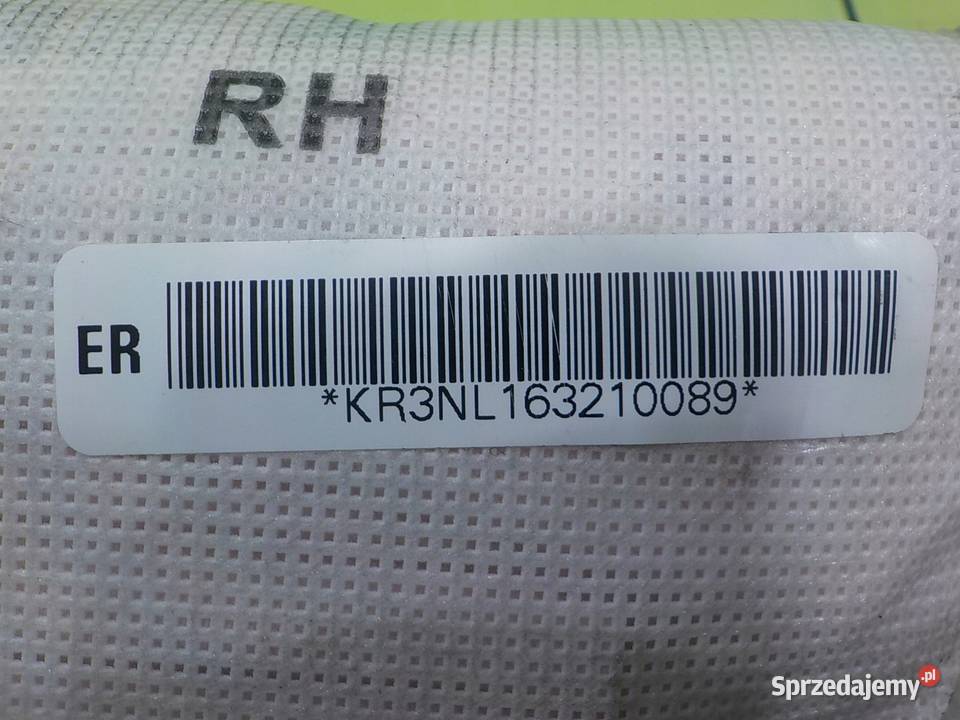 RH
ER
*KR3NL163210089*
Sprzedajemy.pl